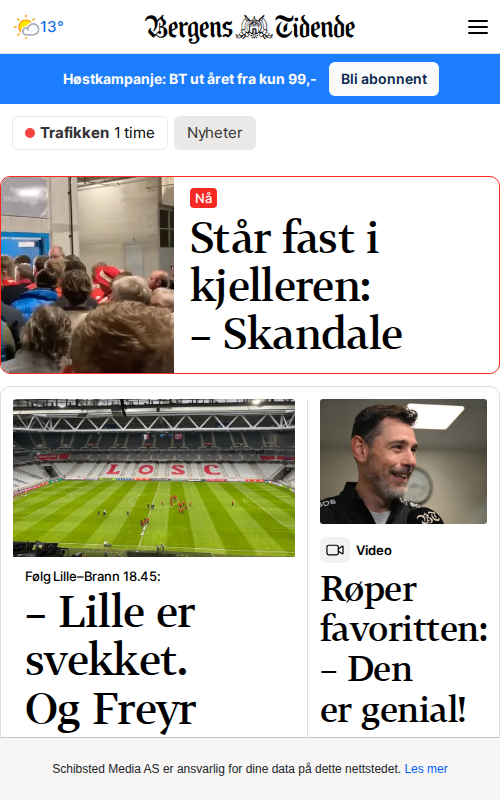 13°
Bergens Tidende
Høstkampanje: BT ut året fra kun 99,-
Bli abonnent
Trafikken 1 time
Nyheter
Nå
Står fast i
kjelleren:
– Skandale
LOSC
Følg Lille–Brann 18.45:
– Lille er
svekket.
Og Freyr
Video
Røper
favoritten:
– Den
er genial!
Schibsted Media AS er ansvarlig for dine data på dette nettstedet. Les mer